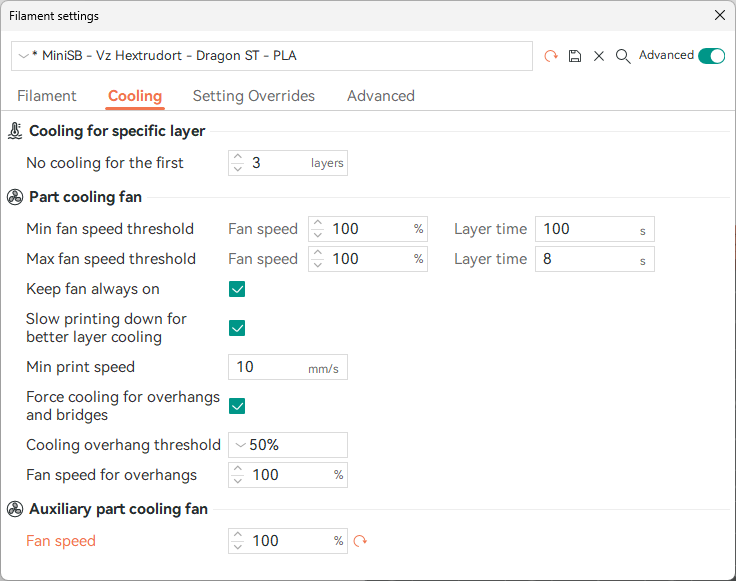 Filament settings
* MiniSB - Vz Hextrudort - Dragon ST - PLA
Advanced
Filament Cooling Setting Overrides Advanced
Cooling for specific layer
No cooling for the first 3 layers
Part cooling fan
Min fan speed threshold Fan speed 100 % Layer time 100 s
Max fan speed threshold Fan speed 100 % Layer time 8 s
Keep fan always on
Slow printing down for
better layer cooling
Min print speed 10 mm/s
Force cooling for overhangs
and bridges
Cooling overhang threshold 50%
Fan speed for overhangs 100 %
Auxiliary part cooling fan
Fan speed 100 %